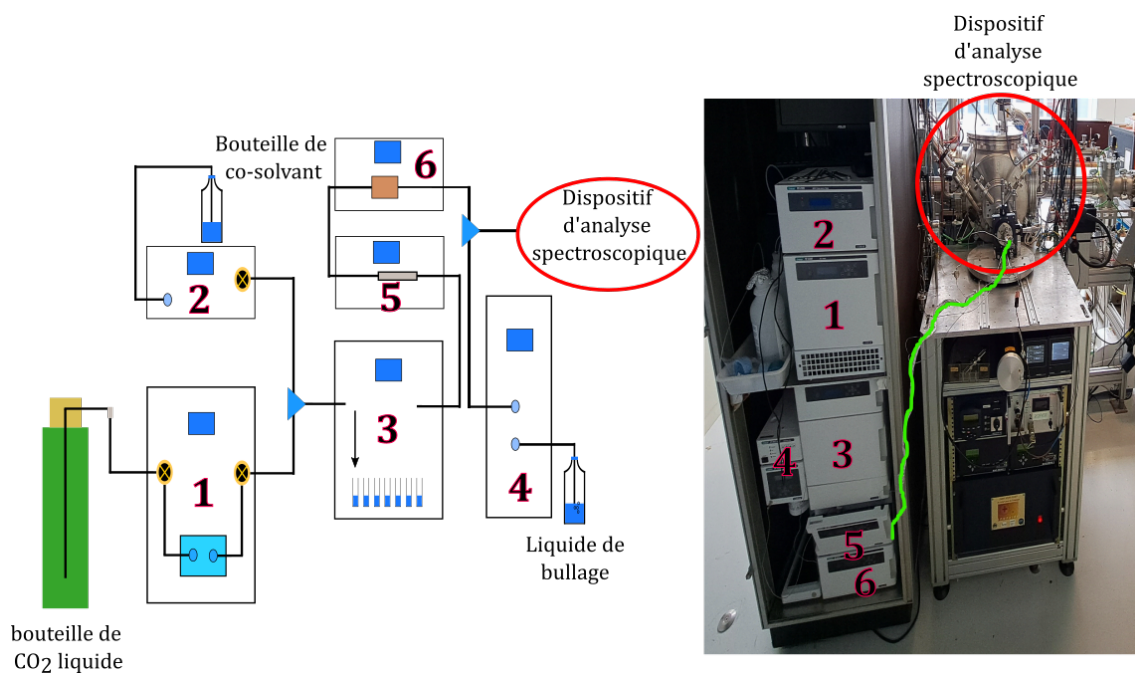 Dispositif
d'analyse
spectroscopique
Bouteille de
co-solvant
6
Dispositif
d'analyse
spectroscopique
2
5
2
1
3
1
3
4
4
Liquide de
bullage
5
6
bouteille de
CO2 liquide